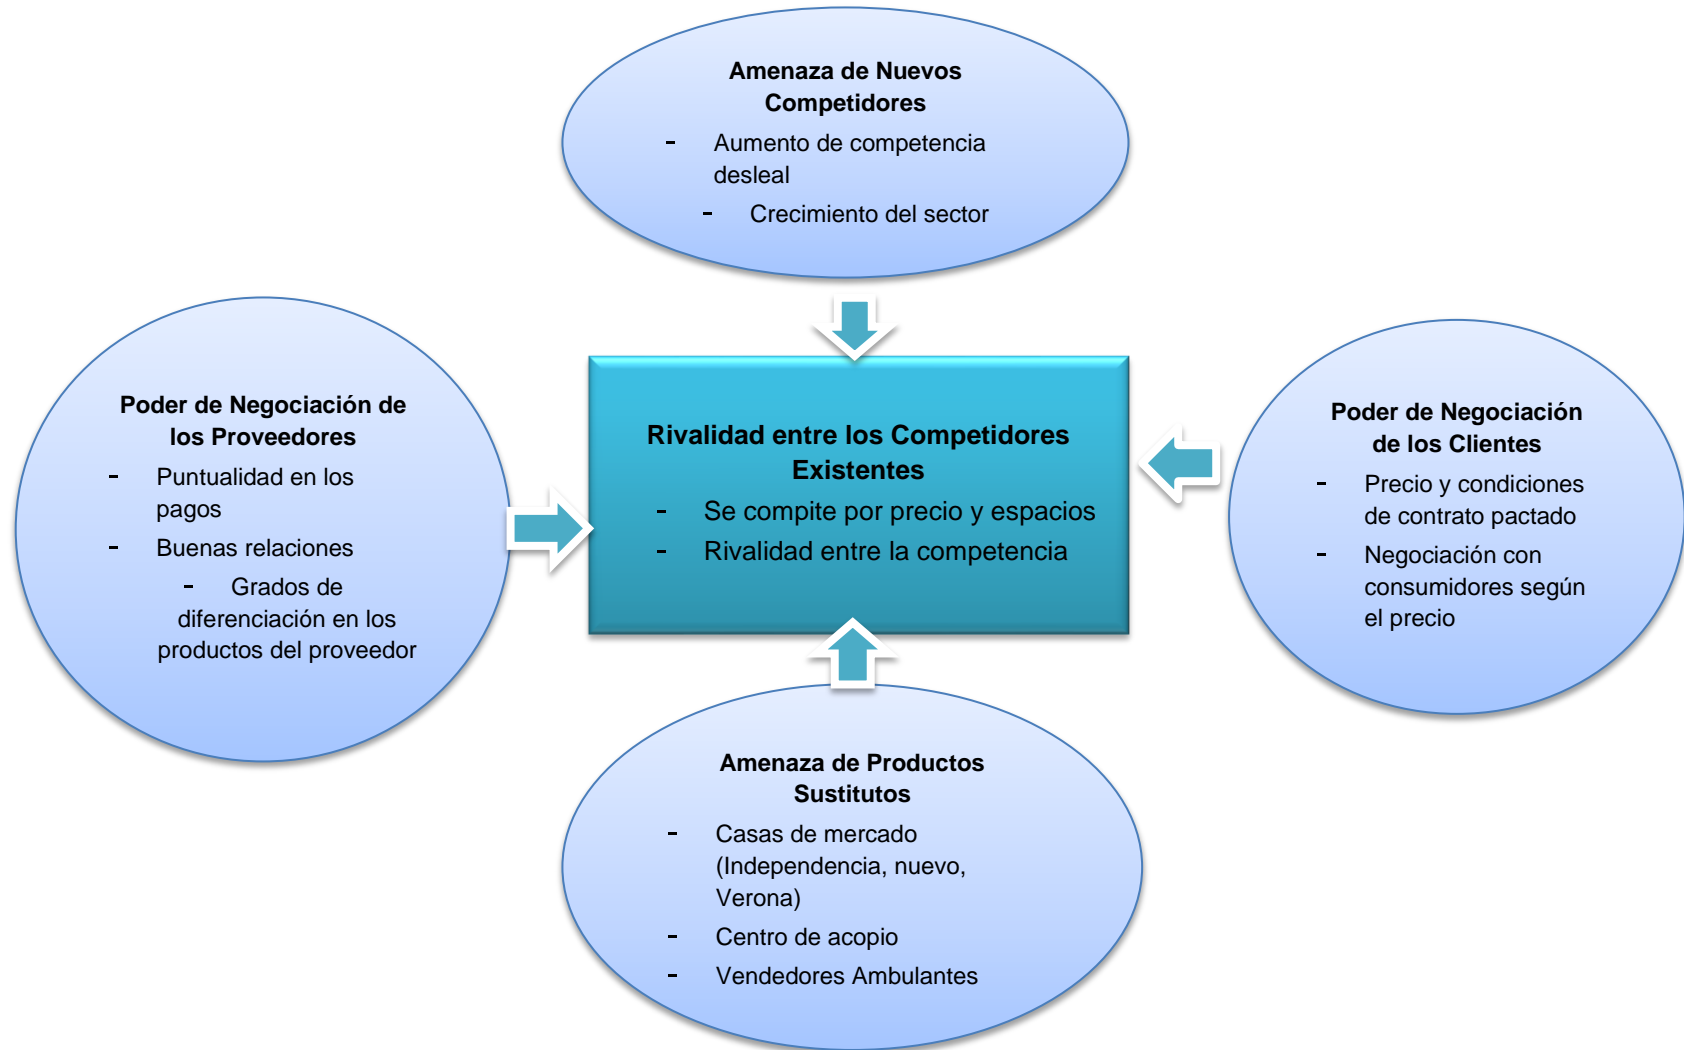 Amenaza de Nuevos
Competidores
- Aumento de competencia
desleal
- Crecimiento del sector
Poder de Negociación de
los Proveedores
- Puntualidad en los
pagos
- Buenas relaciones
- Grados de
diferenciación en los
productos del proveedor
Rivalidad entre los Competidores
Existentes
- Se compite por precio y espacios
- Rivalidad entre la competencia
Poder de Negociación
de los Clientes
- Precio y condiciones
de contrato pactado
- Negociación con
consumidores según
el precio
Amenaza de Productos
Sustitutos
- Casas de mercado
(Independencia, nuevo,
Verona)
- Centro de acopio
- Vendedores Ambulantes